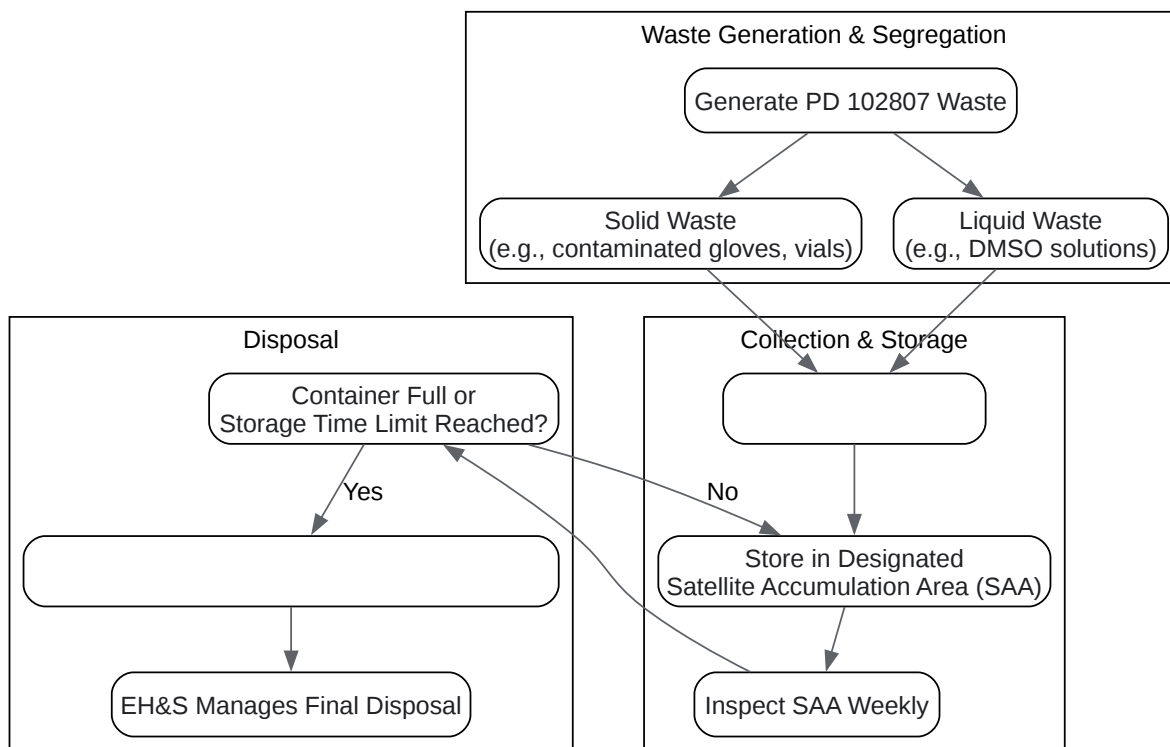 Waste Generation & Segregation
Generate PD 102807 Waste
Solid Waste
(e.g., contaminated gloves, vials)
Liquid Waste
(e.g., DMSO solutions)
Disposal
Collection & Storage
Container Full or
Storage Time Limit Reached?
Yes
No
Store in Designated
Satellite Accumulation Area (SAA)
EH&S Manages Final Disposal
Inspect SAA Weekly